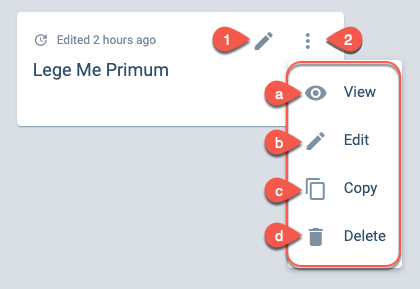 Edited 2 hours ago 1 2
Lege Me Primum
a View
b Edit
c Copy
d Delete